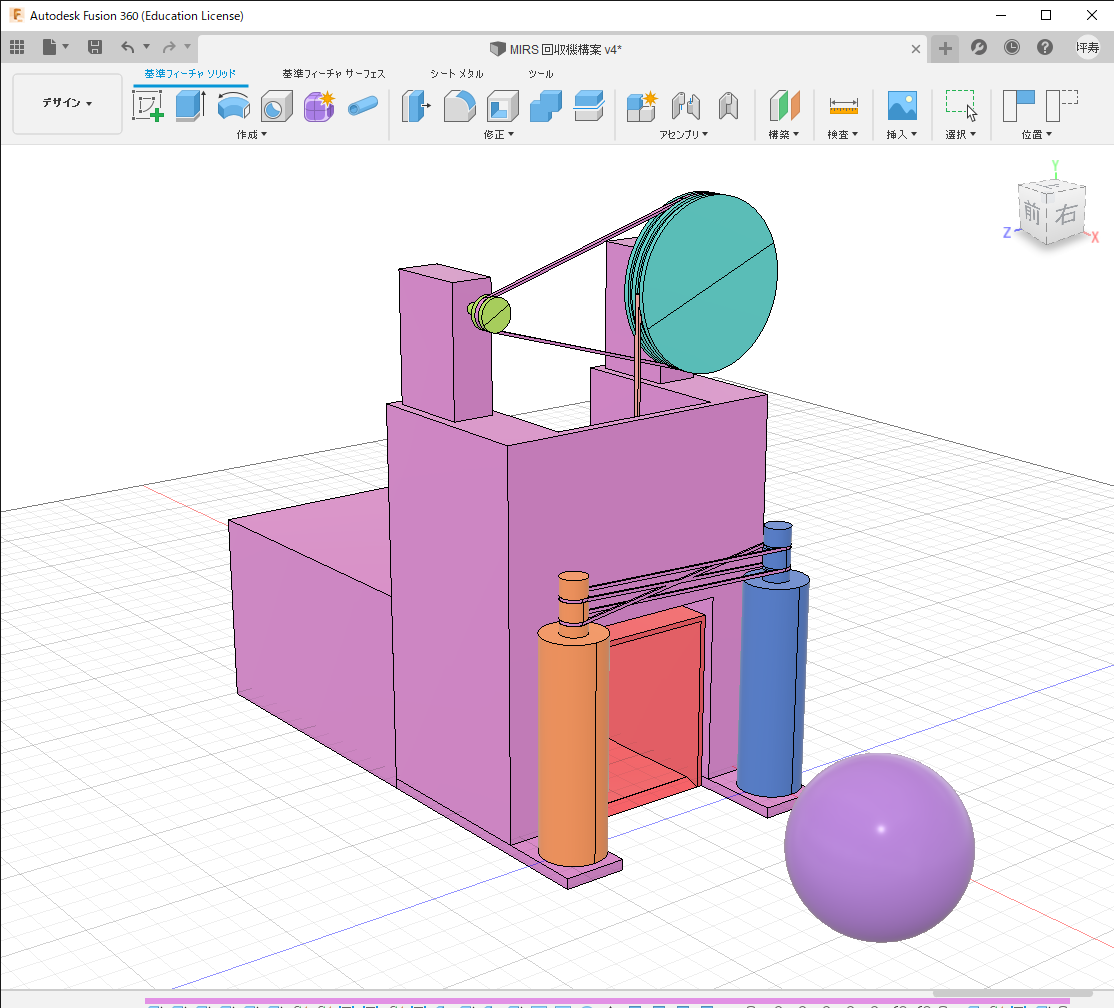 Autodesk Fusion 360 (Education License)
MIRS 回収機構案 v4*
坪寿
基準フィーチャ ソリッド
基準フィーチャ サーフェス
シート メタル
ツール
デザイン
作成
修正
アセンブリ
構築
検査
挿入
選択
位置
Y
前
右
Z
X